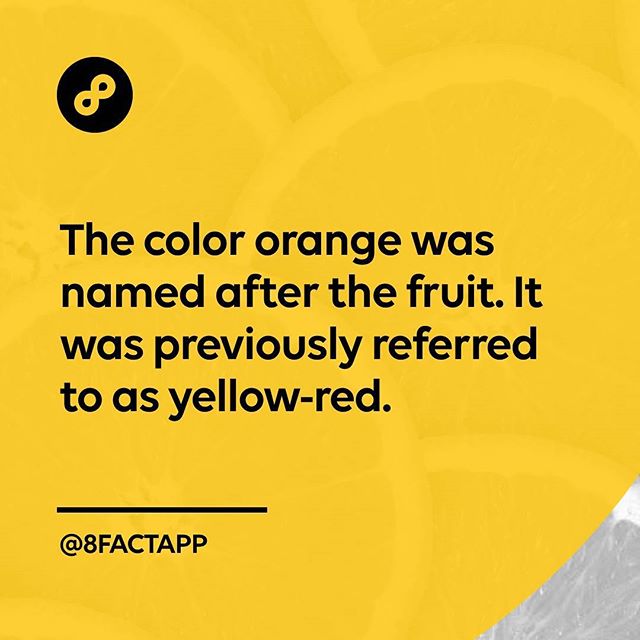 The color orange was
named after the fruit. It
was previously referred
to as yellow-red.
@8FACTAPP